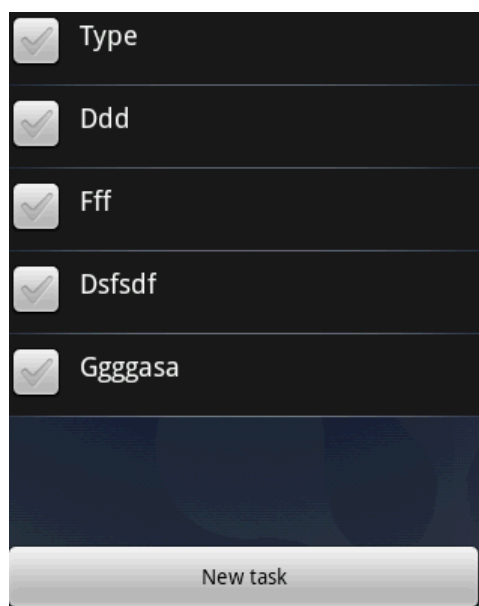 Type
Ddd
Fff
Dsfsdf
Ggggasa
New task